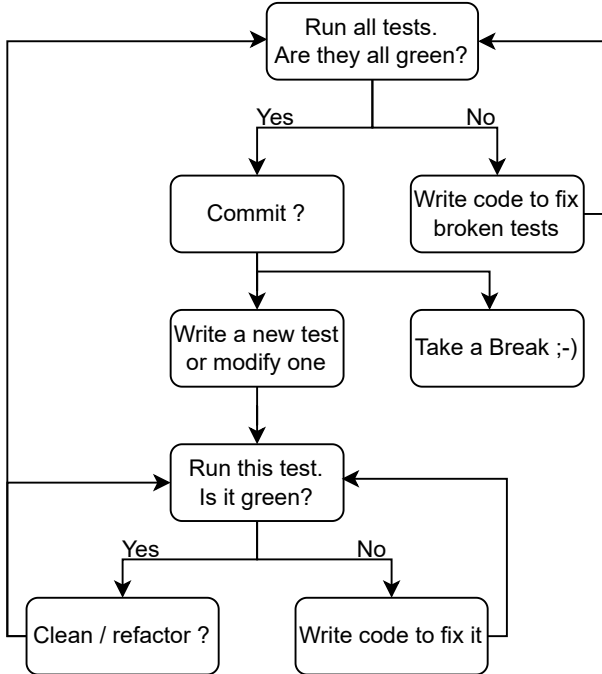 Run all tests.
Are they all green?
Yes
No
Commit ?
Write code to fix
broken tests
Write a new test
or modify one
Take a Break ;-)
Run this test.
Is it green?
Yes
No
Clean / refactor ?
Write code to fix it